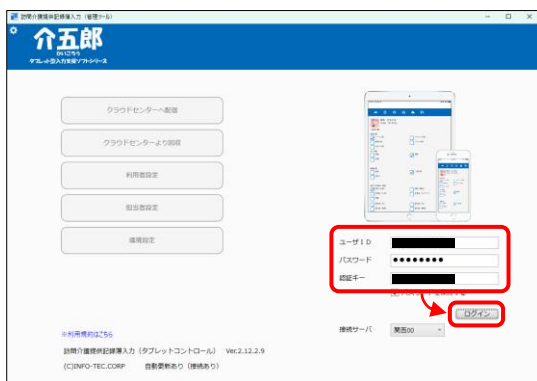 訪問介護提供記録簿入力 (管理ツール)
介五郎
かいごろう
タブレット型入力支援ソフトシリーズ
クラウドセンターへ配信
クラウドセンターより回収
利用者設定
担当者設定
環境設定
ユーザID
パスワード
認証キー
ログイン
接続サーバ 関西00
※利用規約はこちら
訪問介護提供記録簿入力 (タブレットコントロール) Ver.2.12.2.9
(C)INFO-TEC.CORP 自動更新あり (接続あり)